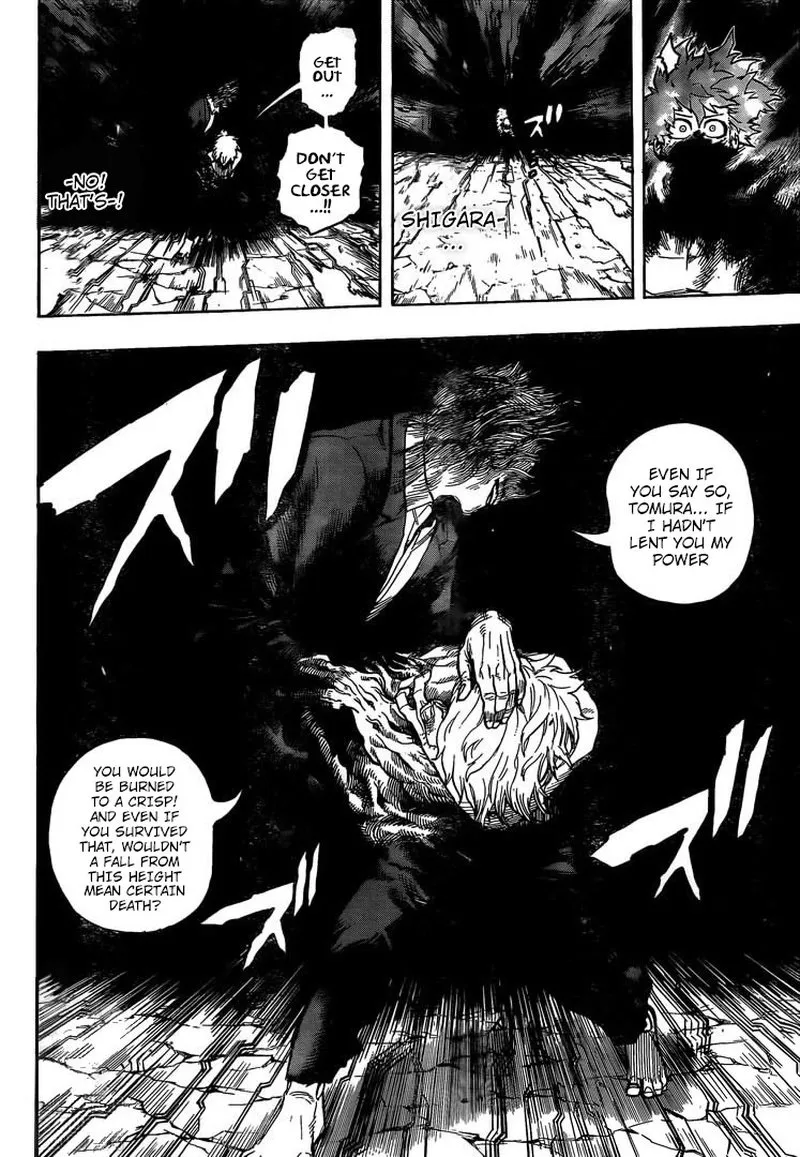 ズ
SHIGARA-
...
GET
OUT
...
DON'T
GET
CLOSER
...!!
-NO!
THAT'S-!
EVEN IF
YOU SAY SO,
TOMURA... IF
I HADN'T
LENT YOU MY
POWER
ズ
ズ
ズ
YOU WOULD
BE BURNED
TO A CRISP!
AND EVEN IF
YOU SURVIVED
THAT, WOULDN'T
A FALL FROM
THIS HEIGHT
MEAN CERTAIN
DEATH?